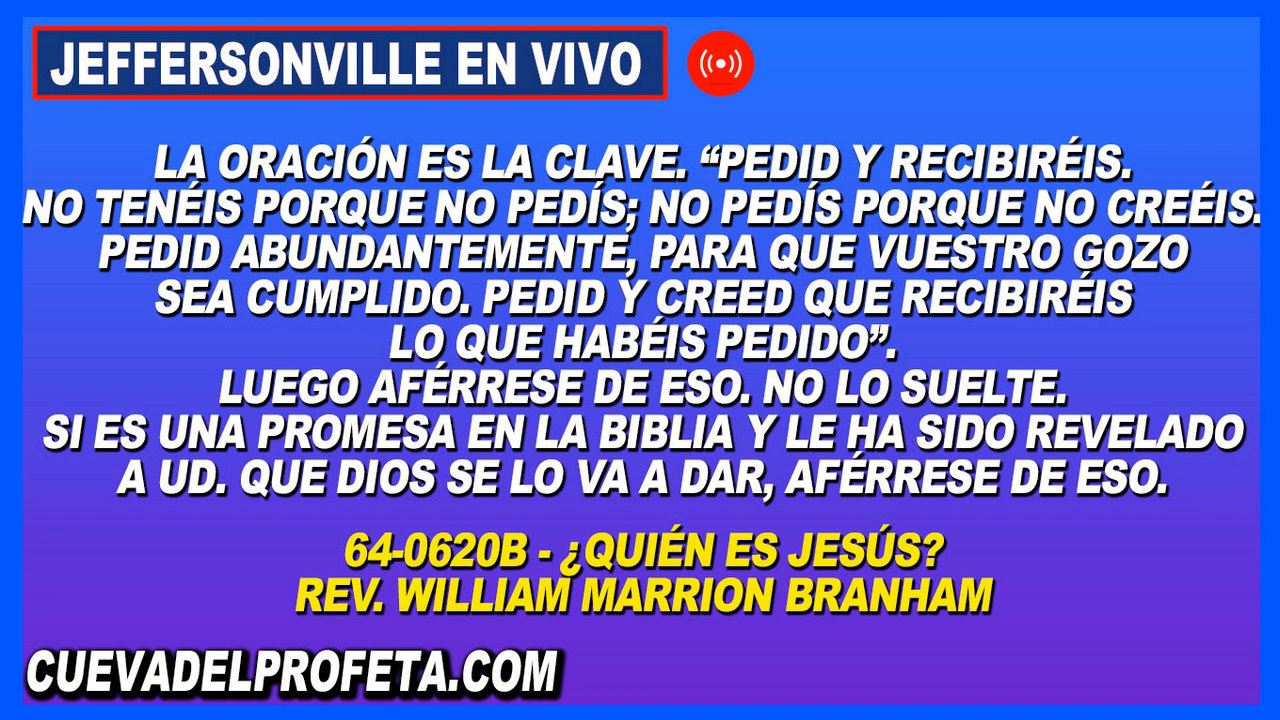 JEFFERSONVILLE EN VIVO
LA ORACIÓN ES LA CLAVE. “PEDID Y RECIBIRÉIS.
NO TENÉIS PORQUE NO PEDÍS; NO PEDÍS PORQUE NO CREÉIS.
PEDID ABUNDANTEMENTE, PARA QUE VUESTRO GOZO
SEA CUMPLIDO. PEDID Y CREED QUE RECIBIRÉIS
LO QUE HABÉIS PEDIDO”.
LUEGO AFÉRRESE DE ESO. NO LO SUELTE.
SI ES UNA PROMESA EN LA BIBLIA Y LE HA SIDO REVELADO
A UD. QUE DIOS SE LO VA A DAR, AFÉRRESE DE ESO.
64-0620B - ¿QUIÉN ES JESÚS?
REV. WILLIAM MARRION BRANHAM
CUEVADELPROFETA.COM